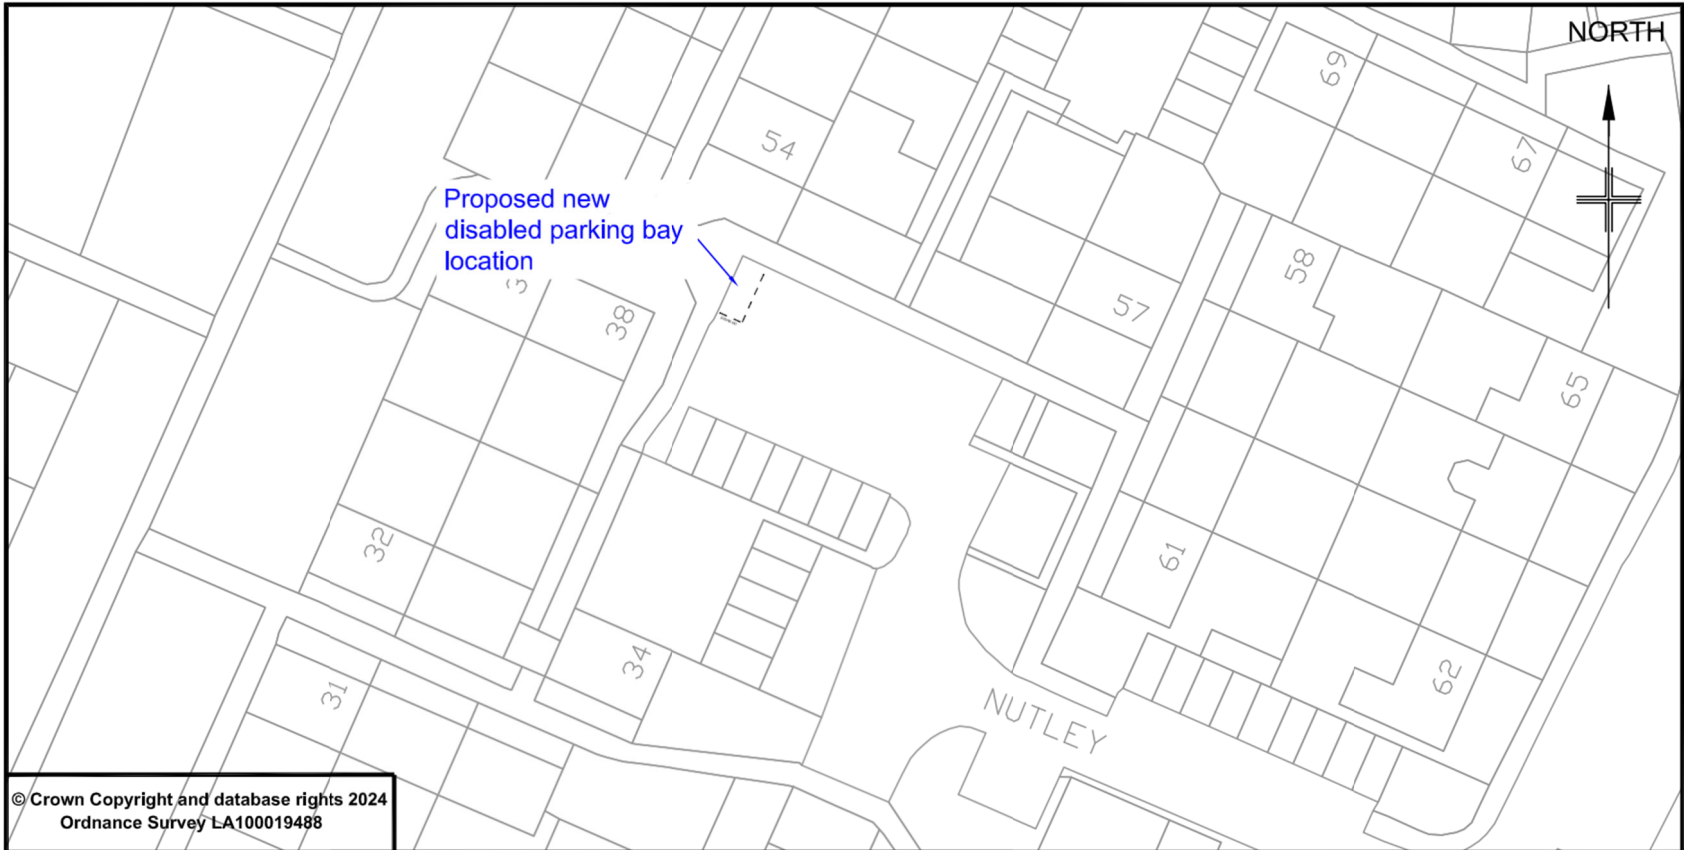 NORTH
69
54
67
Proposed new
disabled parking bay
location
58
57
3
38
65
32
61
34
62
31
NUTLEY
© Crown Copyright and database rights 2024
Ordnance Survey LA100019488